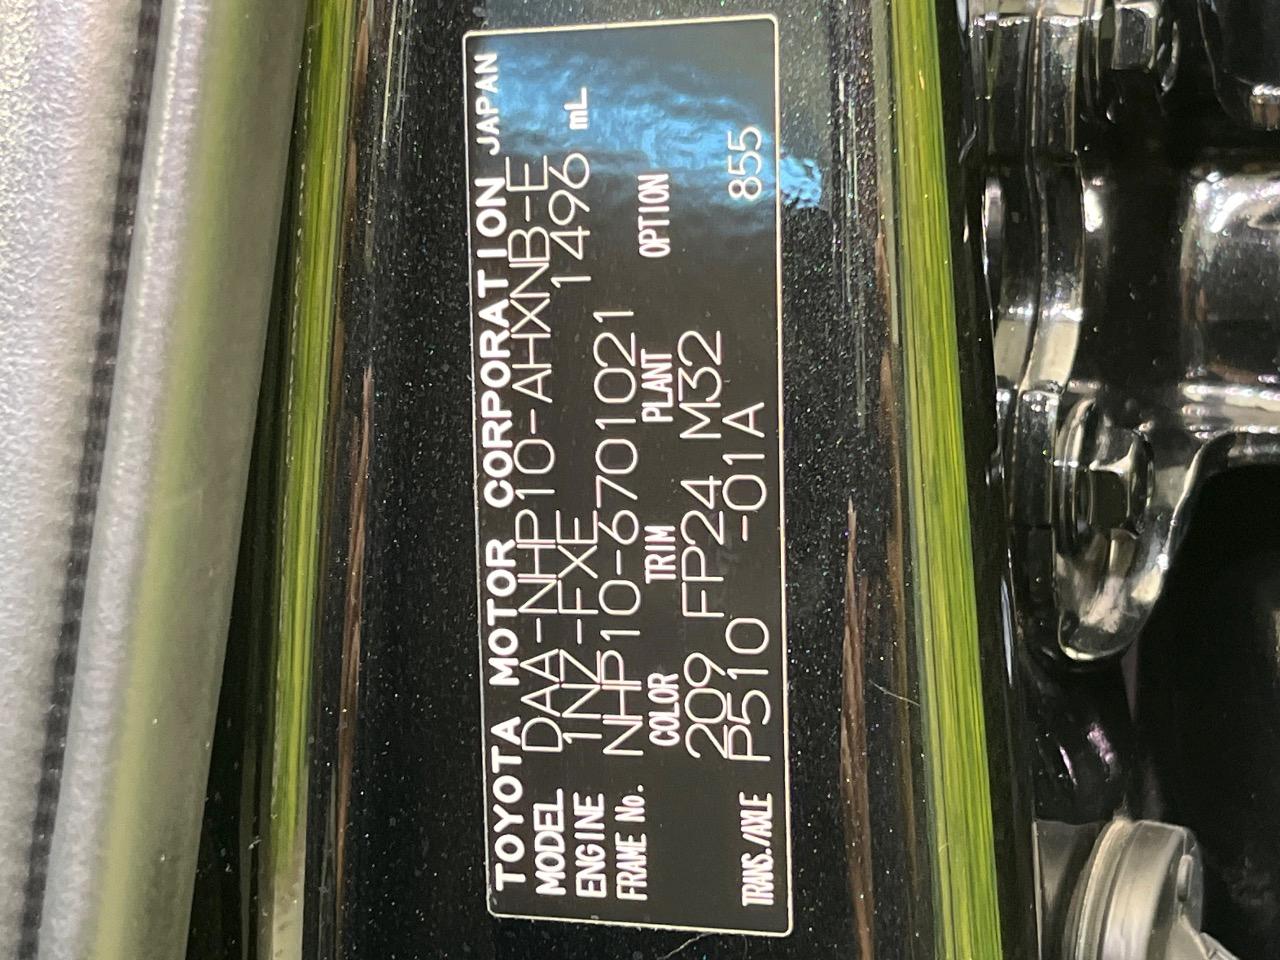 TOYOTA MOTOR CORPORATION JAPAN
MODEL DAA-NHP10-AHXNB-E
ENGINE 1NZ-FXE 1496 mL
FRAME No. NHP10-6701021
COLOR TRIM PLANT OPTION
209 FP24 M32
TRANS./AXLE P510 -01A 855